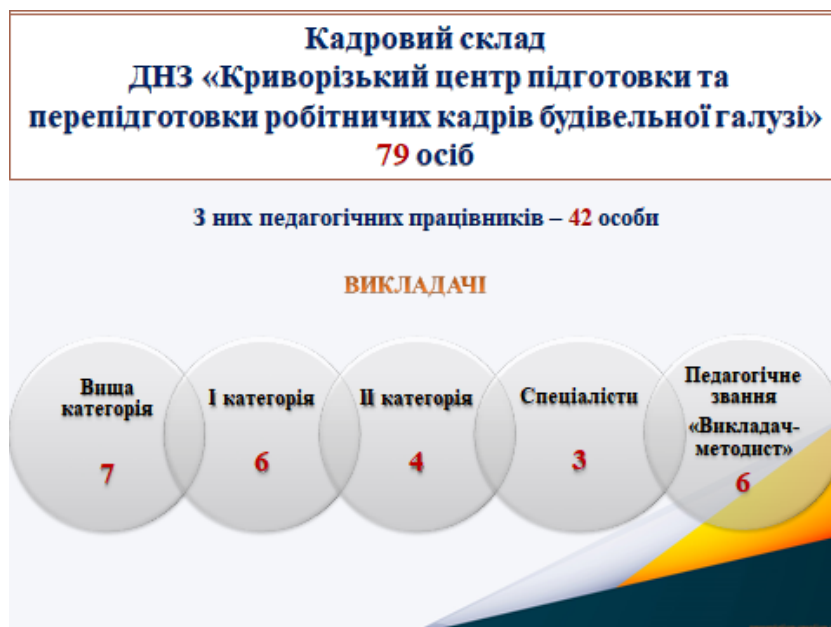 Кадровий склад
ДНЗ «Криворізький центр підготовки та
перепідготовки робітничих кадрів будівельної галузі»
79 осіб
З них педагогічних працівників – 42 особи
ВИКЛАДАЧІ
Вища
категорія
7
І категорія
6
ІІ категорія
4
Спеціалісти
3
Педагогічне
звання
«Викладач-
методист»
6